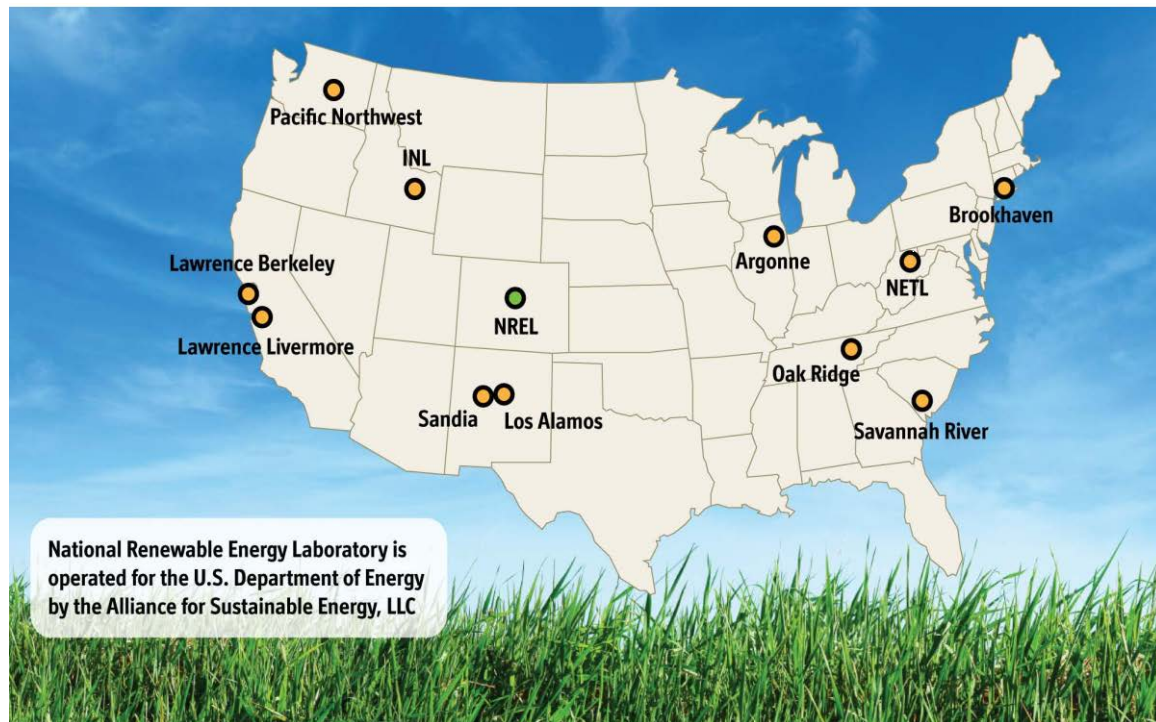 Pacific Northwest
INL
Brookhaven
Lawrence Berkeley
Argonne
NETL
NREL
Lawrence Livermore
Oak Ridge
Sandia
Los Alamos
Savannah River
National Renewable Energy Laboratory is
operated for the U.S. Department of Energy
by the Alliance for Sustainable Energy, LLC